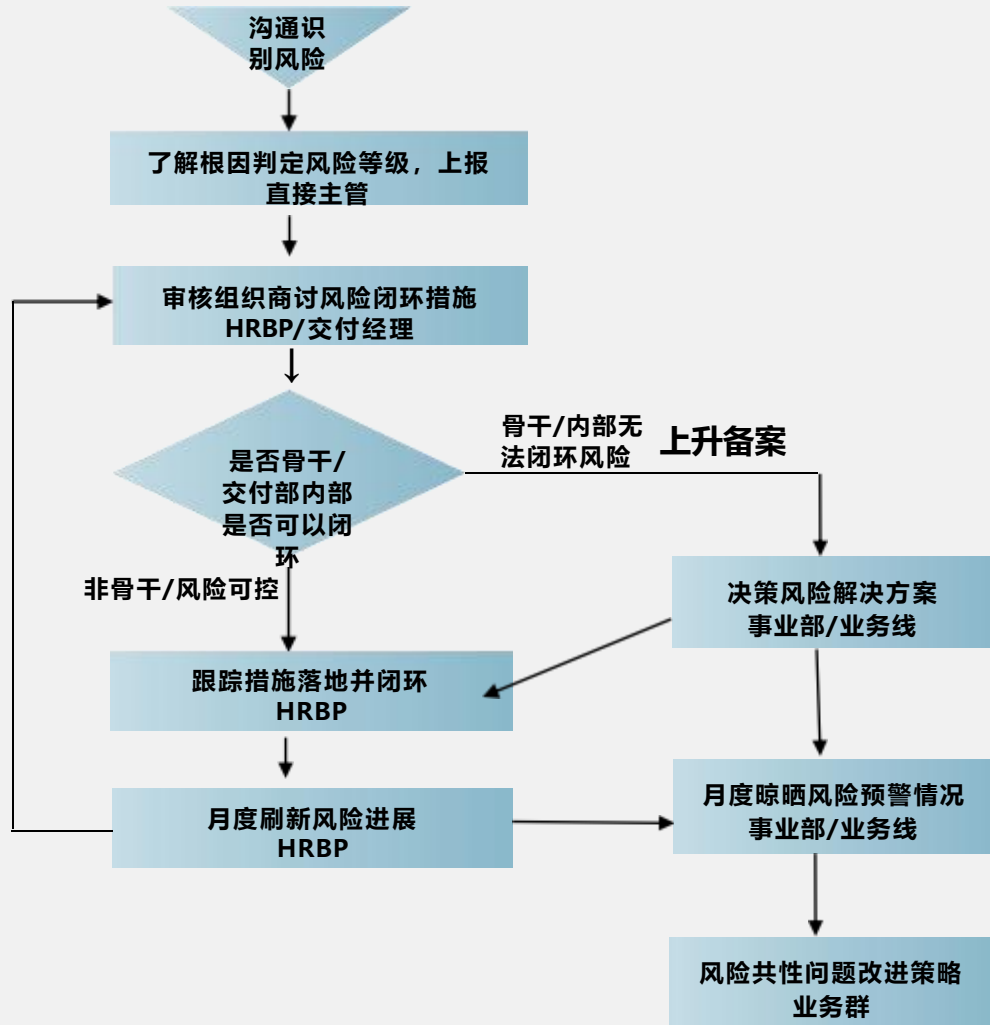 沟通识
别风险
了解根因判定风险等级，上报
直接主管
审核组织商讨风险闭环措施
HRBP/交付经理
是否骨干/
交付部内部
是否可以闭
环
骨干/内部无
法闭环风险
上升备案
非骨干/风险可控
决策风险解决方案
事业部/业务线
跟踪措施落地并闭环
HRBP
月度刷新风险进展
HRBP
月度晾晒风险预警情况
事业部/业务线
风险共性问题改进策略
业务群